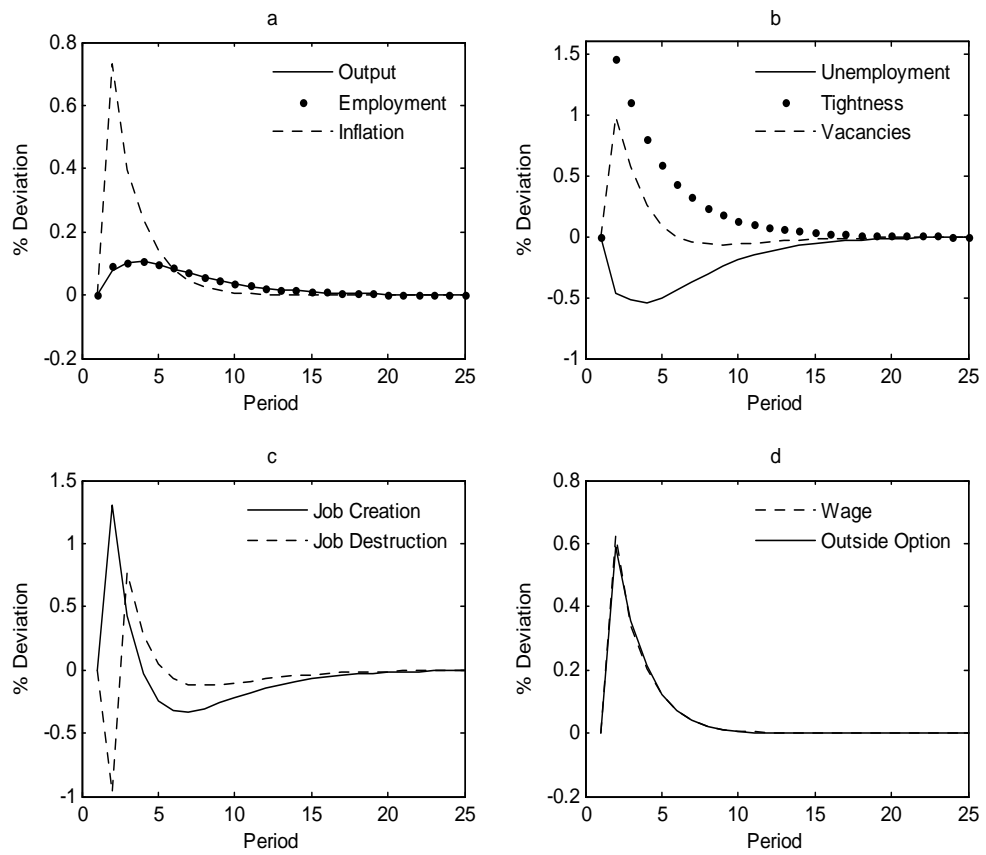 a
0.8
0.6
0.4
0.2
0
-0.2
% Deviation
Output
Employment
Inflation
0 5 10 15 20 25
Period
b
1.5
1
0.5
0
-0.5
-1
% Deviation
Unemployment
Tightness
Vacancies
0 5 10 15 20 25
Period
c
1.5
1
0.5
0
-0.5
-1
% Deviation
Job Creation
Job Destruction
0 5 10 15 20 25
Period
d
0.8
0.6
0.4
0.2
0
-0.2
% Deviation
Wage
Outside Option
0 5 10 15 20 25
Period